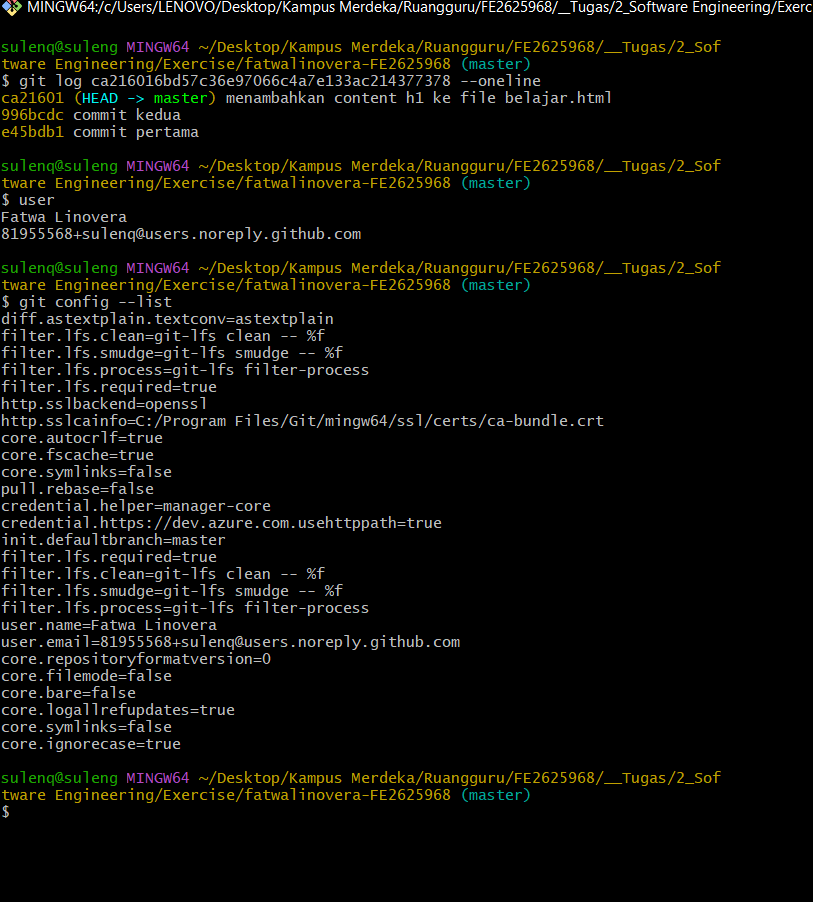 MINGW64:/c/Users/LENOVO/Desktop/Kampus Merdeka/Ruangguru/FE2625968/__Tugas/2_Software Engineering/Exerc
sulenq@suleng MINGW64 ~/Desktop/Kampus Merdeka/Ruangguru/FE2625968/__Tugas/2_Sof
tware Engineering/Exercise/fatwalinovera-FE2625968 (master)
$ git log ca216016bd57c36e97066c4a7e133ac214377378 --oneline
ca21601 (HEAD -> master) menambahkan content h1 ke file belajar.html
996bcdc commit kedua
e45bdb1 commit pertama
sulenq@suleng MINGW64 ~/Desktop/Kampus Merdeka/Ruangguru/FE2625968/__Tugas/2_Sof
tware Engineering/Exercise/fatwalinovera-FE2625968 (master)
$ user
Fatwa Linovera
81955568+sulenq@users.noreply.github.com
sulenq@suleng MINGW64 ~/Desktop/Kampus Merdeka/Ruangguru/FE2625968/__Tugas/2_Sof
tware Engineering/Exercise/fatwalinovera-FE2625968 (master)
$ git config --list
diff.astextplain.textconv=astextplain
filter.lfs.clean=git-lfs clean -- %f
filter.lfs.smudge=git-lfs smudge -- %f
filter.lfs.process=git-lfs filter-process
filter.lfs.required=true
http.sslbackend=openssl
http.sslcainfo=C:/Program Files/Git/mingw64/ssl/certs/ca-bundle.crt
core.autocrlf=true
core.fscache=true
core.symlinks=false
pull.rebase=false
credential.helper=manager-core
credential.https://dev.azure.com.usehttppath=true
init.defaultbranch=master
filter.lfs.required=true
filter.lfs.clean=git-lfs clean -- %f
filter.lfs.smudge=git-lfs smudge -- %f
filter.lfs.process=git-lfs filter-process
user.name=Fatwa Linovera
user.email=81955568+sulenq@users.noreply.github.com
core.repositoryformatversion=0
core.filemode=false
core.bare=false
core.logallrefupdates=true
core.symlinks=false
core.ignorecase=true
sulenq@suleng MINGW64 ~/Desktop/Kampus Merdeka/Ruangguru/FE2625968/__Tugas/2_Sof
tware Engineering/Exercise/fatwalinovera-FE2625968 (master)
$